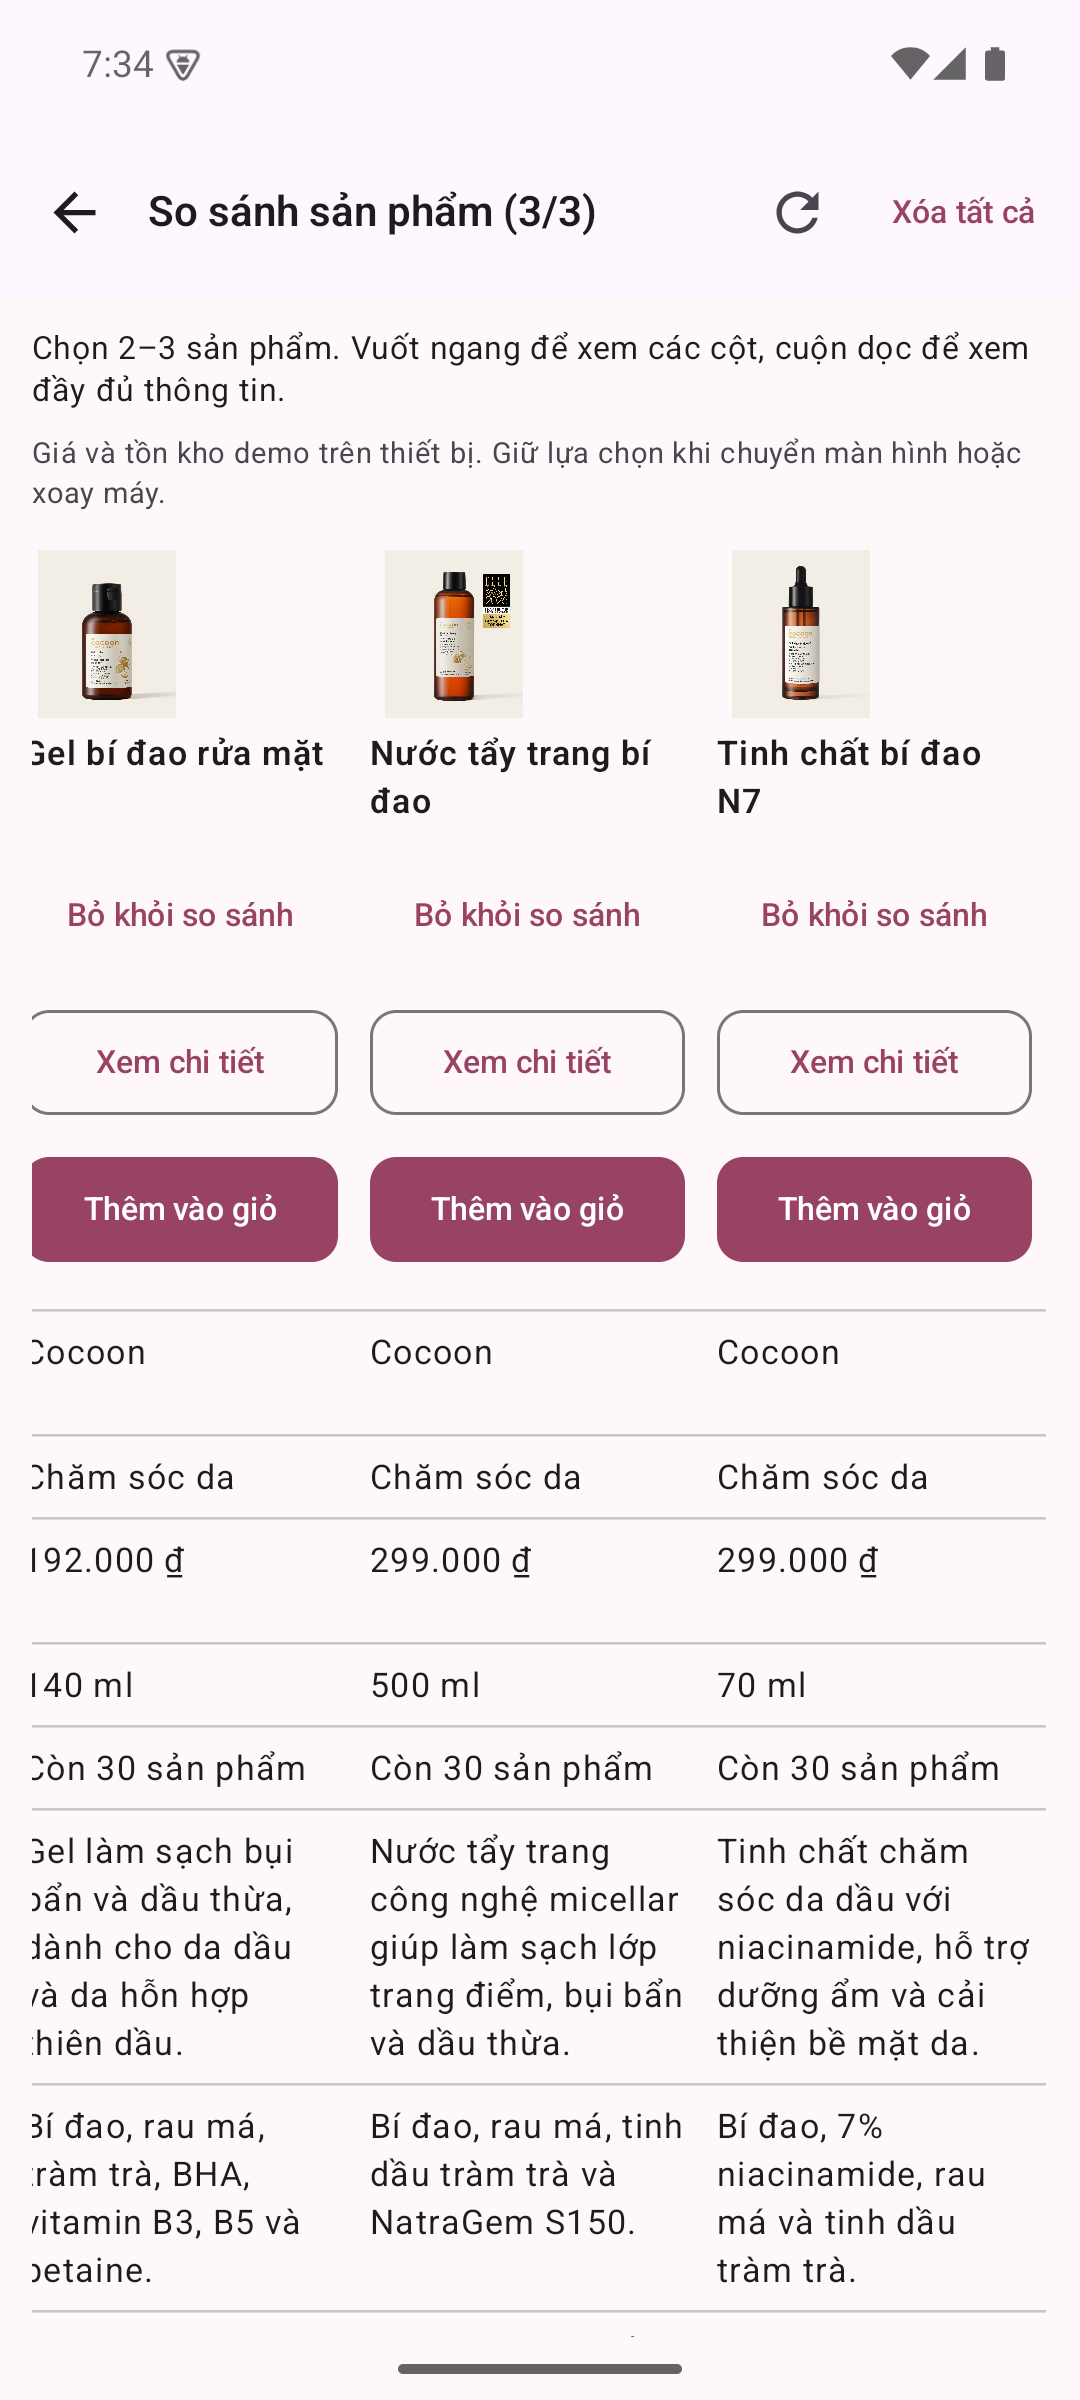 7:34
So sánh sản phẩm (3/3)
Xóa tất cả
Chọn 2–3 sản phẩm. Vuốt ngang để xem các cột, cuộn dọc để xem
đầy đủ thông tin.
Giá và tồn kho demo trên thiết bị. Giữ lựa chọn khi chuyển màn hình hoặc
xoay máy.
Gel bí đao rửa mặt
Nước tẩy trang bí
đao
Tinh chất bí đao
N7
Bỏ khỏi so sánh
Bỏ khỏi so sánh
Bỏ khỏi so sánh
Xem chi tiết
Xem chi tiết
Xem chi tiết
Thêm vào giỏ
Thêm vào giỏ
Thêm vào giỏ
Cocoon
Cocoon
Cocoon
Chăm sóc da
Chăm sóc da
Chăm sóc da
192.000 ₫
299.000 ₫
299.000 ₫
140 ml
500 ml
70 ml
Còn 30 sản phẩm
Còn 30 sản phẩm
Còn 30 sản phẩm
Gel làm sạch bụi
bẩn và dầu thừa,
dành cho da dầu
và da hỗn hợp
thiên dầu.
Nước tẩy trang
công nghệ micellar
giúp làm sạch lớp
trang điểm, bụi bẩn
và dầu thừa.
Tinh chất chăm
sóc da dầu với
niacinamide, hỗ trợ
dưỡng ẩm và cải
thiện bề mặt da.
Bí đao, rau má,
tràm trà, BHA,
vitamin B3, B5 và
betaine.
Bí đao, rau má, tinh
dầu tràm trà và
NatraGem S150.
Bí đao, 7%
niacinamide, rau
má và tinh dầu
tràm trà.